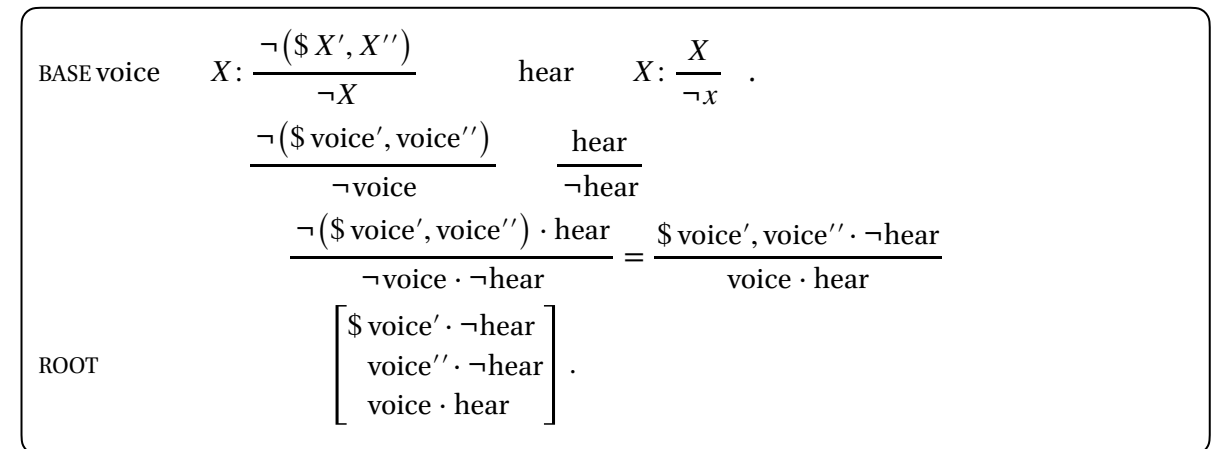 BASE voice X: ¬($ X′, X′′) / ¬X hear X: X / ¬x .
¬($ voice′, voice′′) / ¬voice hear / ¬hear
¬($ voice′, voice′′) · hear / ¬voice · ¬hear = $ voice′, voice′′ · ¬hear / voice · hear
$ voice′ · ¬hear
ROOT voice′′ · ¬hear .
voice · hear